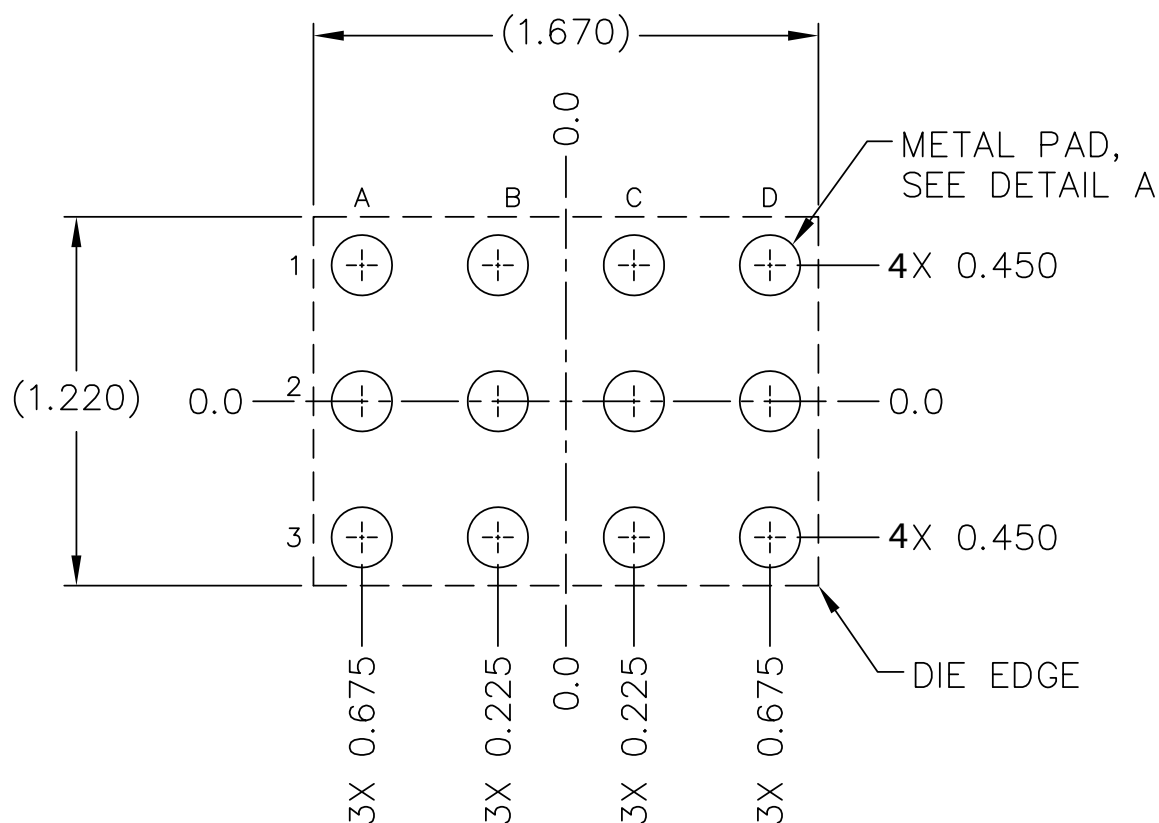 (1.670)
0.0
METAL PAD,
SEE DETAIL A
A B C D
1
4X 0.450
(1.220)
0.0
2
0.0
3
4X 0.450
DIE EDGE
3X 0.675
3X 0.225
0.0
3X 0.225
3X 0.675